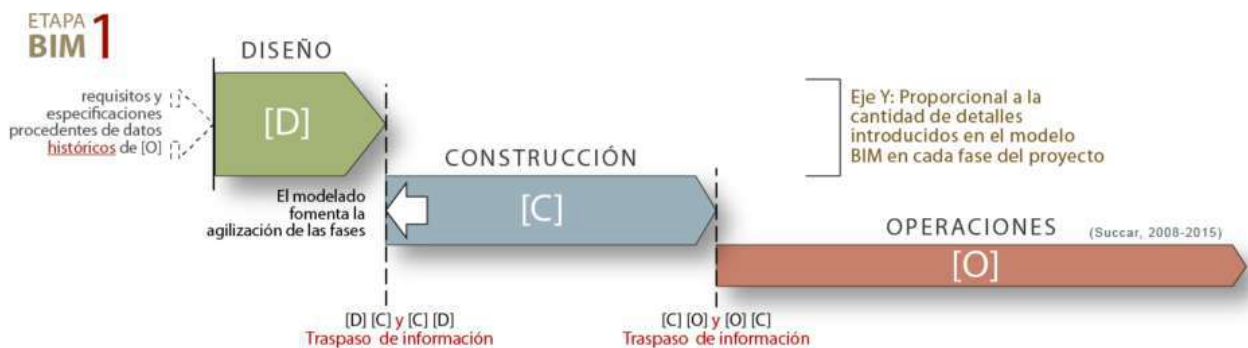 ETAPA
BIM 1
DISEÑO
requisitos y
especificaciones
procedentes de datos
históricos de [O]
[D]
Eje Y: Proporcional a la
cantidad de detalles
introducidos en el modelo
BIM en cada fase del proyecto
CONSTRUCCIÓN
El modelado
fomenta la
agilización de las fases
[C]
OPERACIONES
(Succar, 2008-2015)
[O]
[D] [C] y [C] [D]
Traspaso de información
[C] [O] y [O] [C]
Traspaso de información